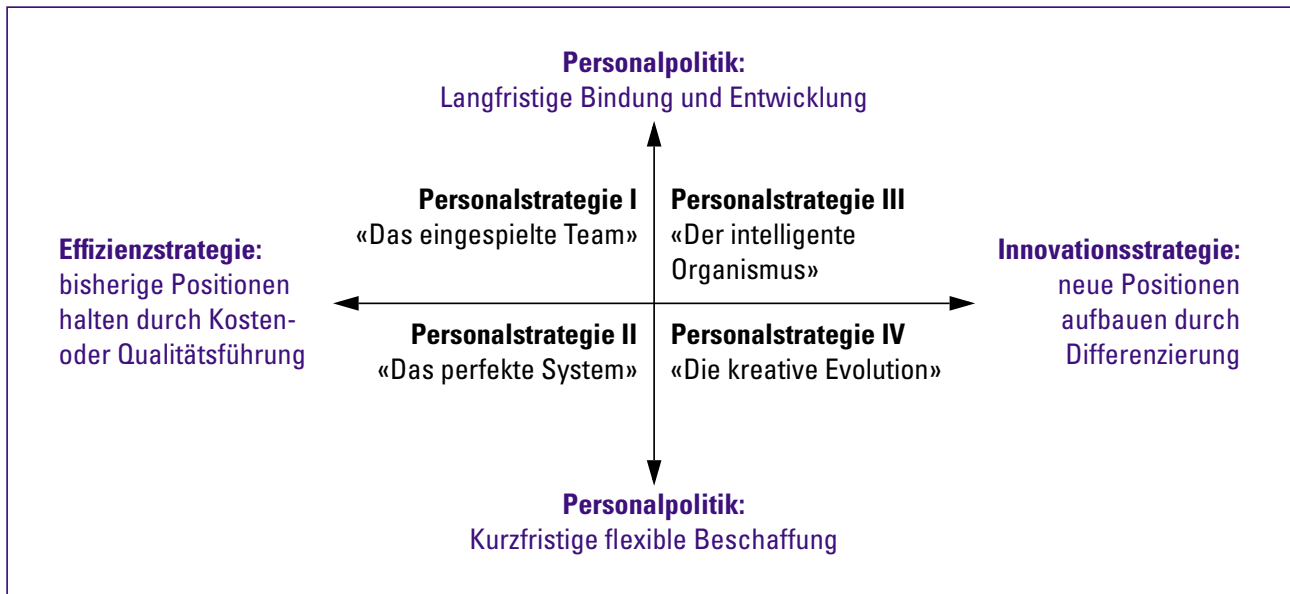 Personalpolitik:
Langfristige Bindung und Entwicklung
Personalstrategie I
«Das eingespielte Team»
Personalstrategie III
«Der intelligente
Organismus»
Effizienzstrategie:
bisherige Positionen
halten durch Kosten-
oder Qualitätsführung
Innovationsstrategie:
neue Positionen
aufbauen durch
Differenzierung
Personalstrategie II
«Das perfekte System»
Personalstrategie IV
«Die kreative Evolution»
Personalpolitik:
Kurzfristige flexible Beschaffung